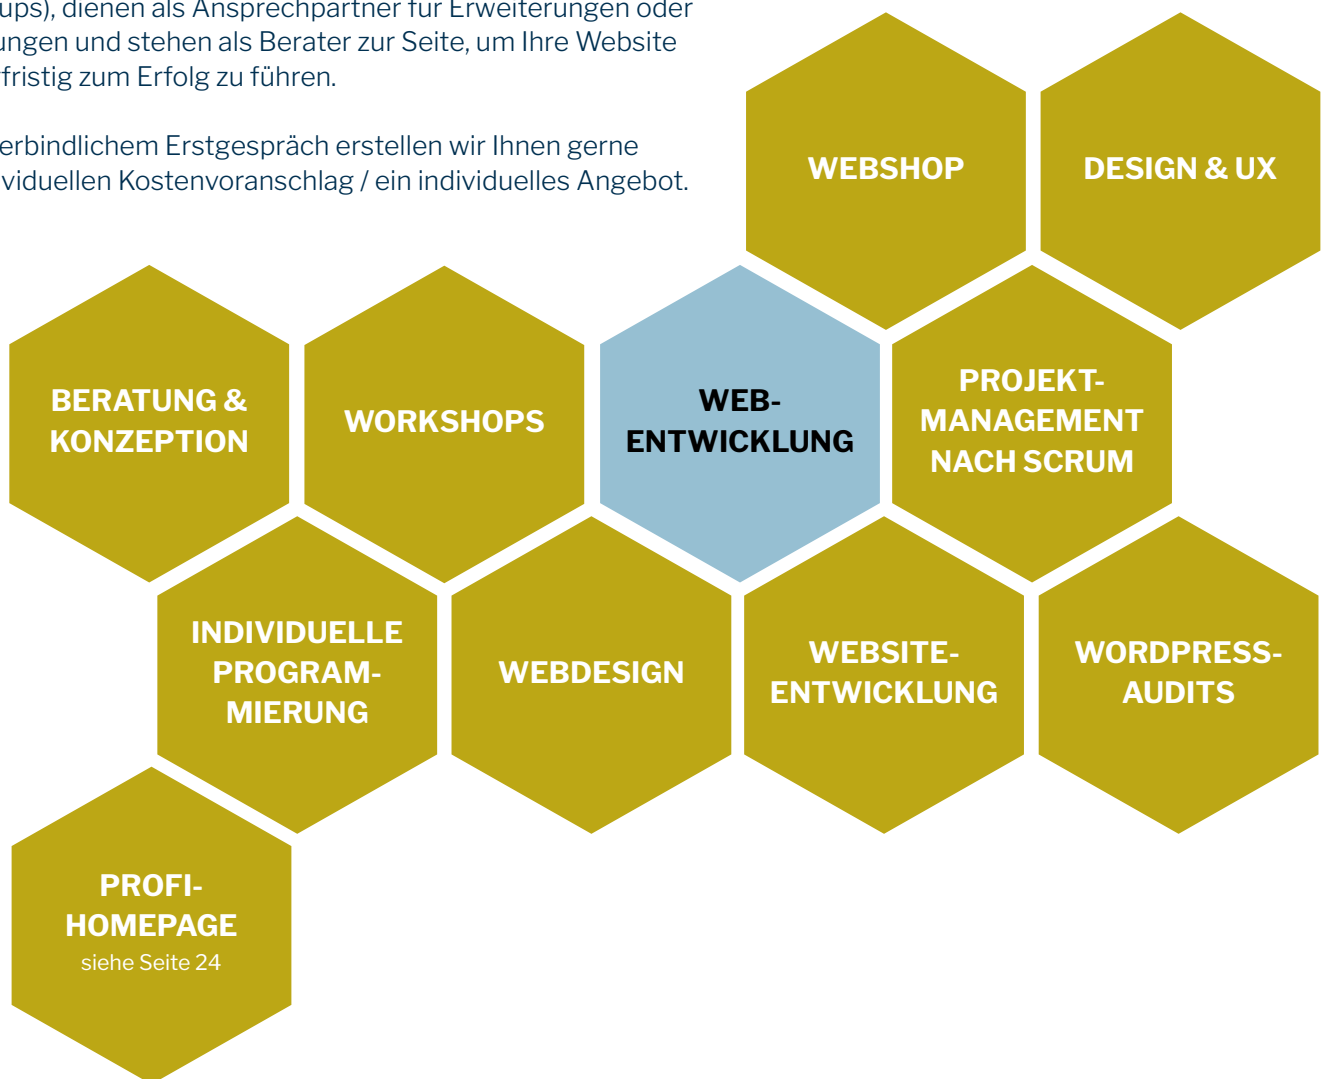 ups), dienen als Ansprechpartner für Erweiterungen oder
ungen und stehen als Berater zur Seite, um Ihre Website
fristig zum Erfolg zu führen.
erbindlichem Erstgespräch erstellen wir Ihnen gerne
viduellen Kostenvoranschlag / ein individuelles Angebot.
WEBSHOP
DESIGN & UX
BERATUNG &
KONZEPTION
WORKSHOPS
WEB-
ENTWICKLUNG
PROJEKT-
MANAGEMENT
NACH SCRUM
INDIVIDUELLE
PROGRAM-
MIERUNG
WEBDESIGN
WEBSITE-
ENTWICKLUNG
WORDPRESS-
AUDITS
PROFI-
HOMEPAGE
siehe Seite 24